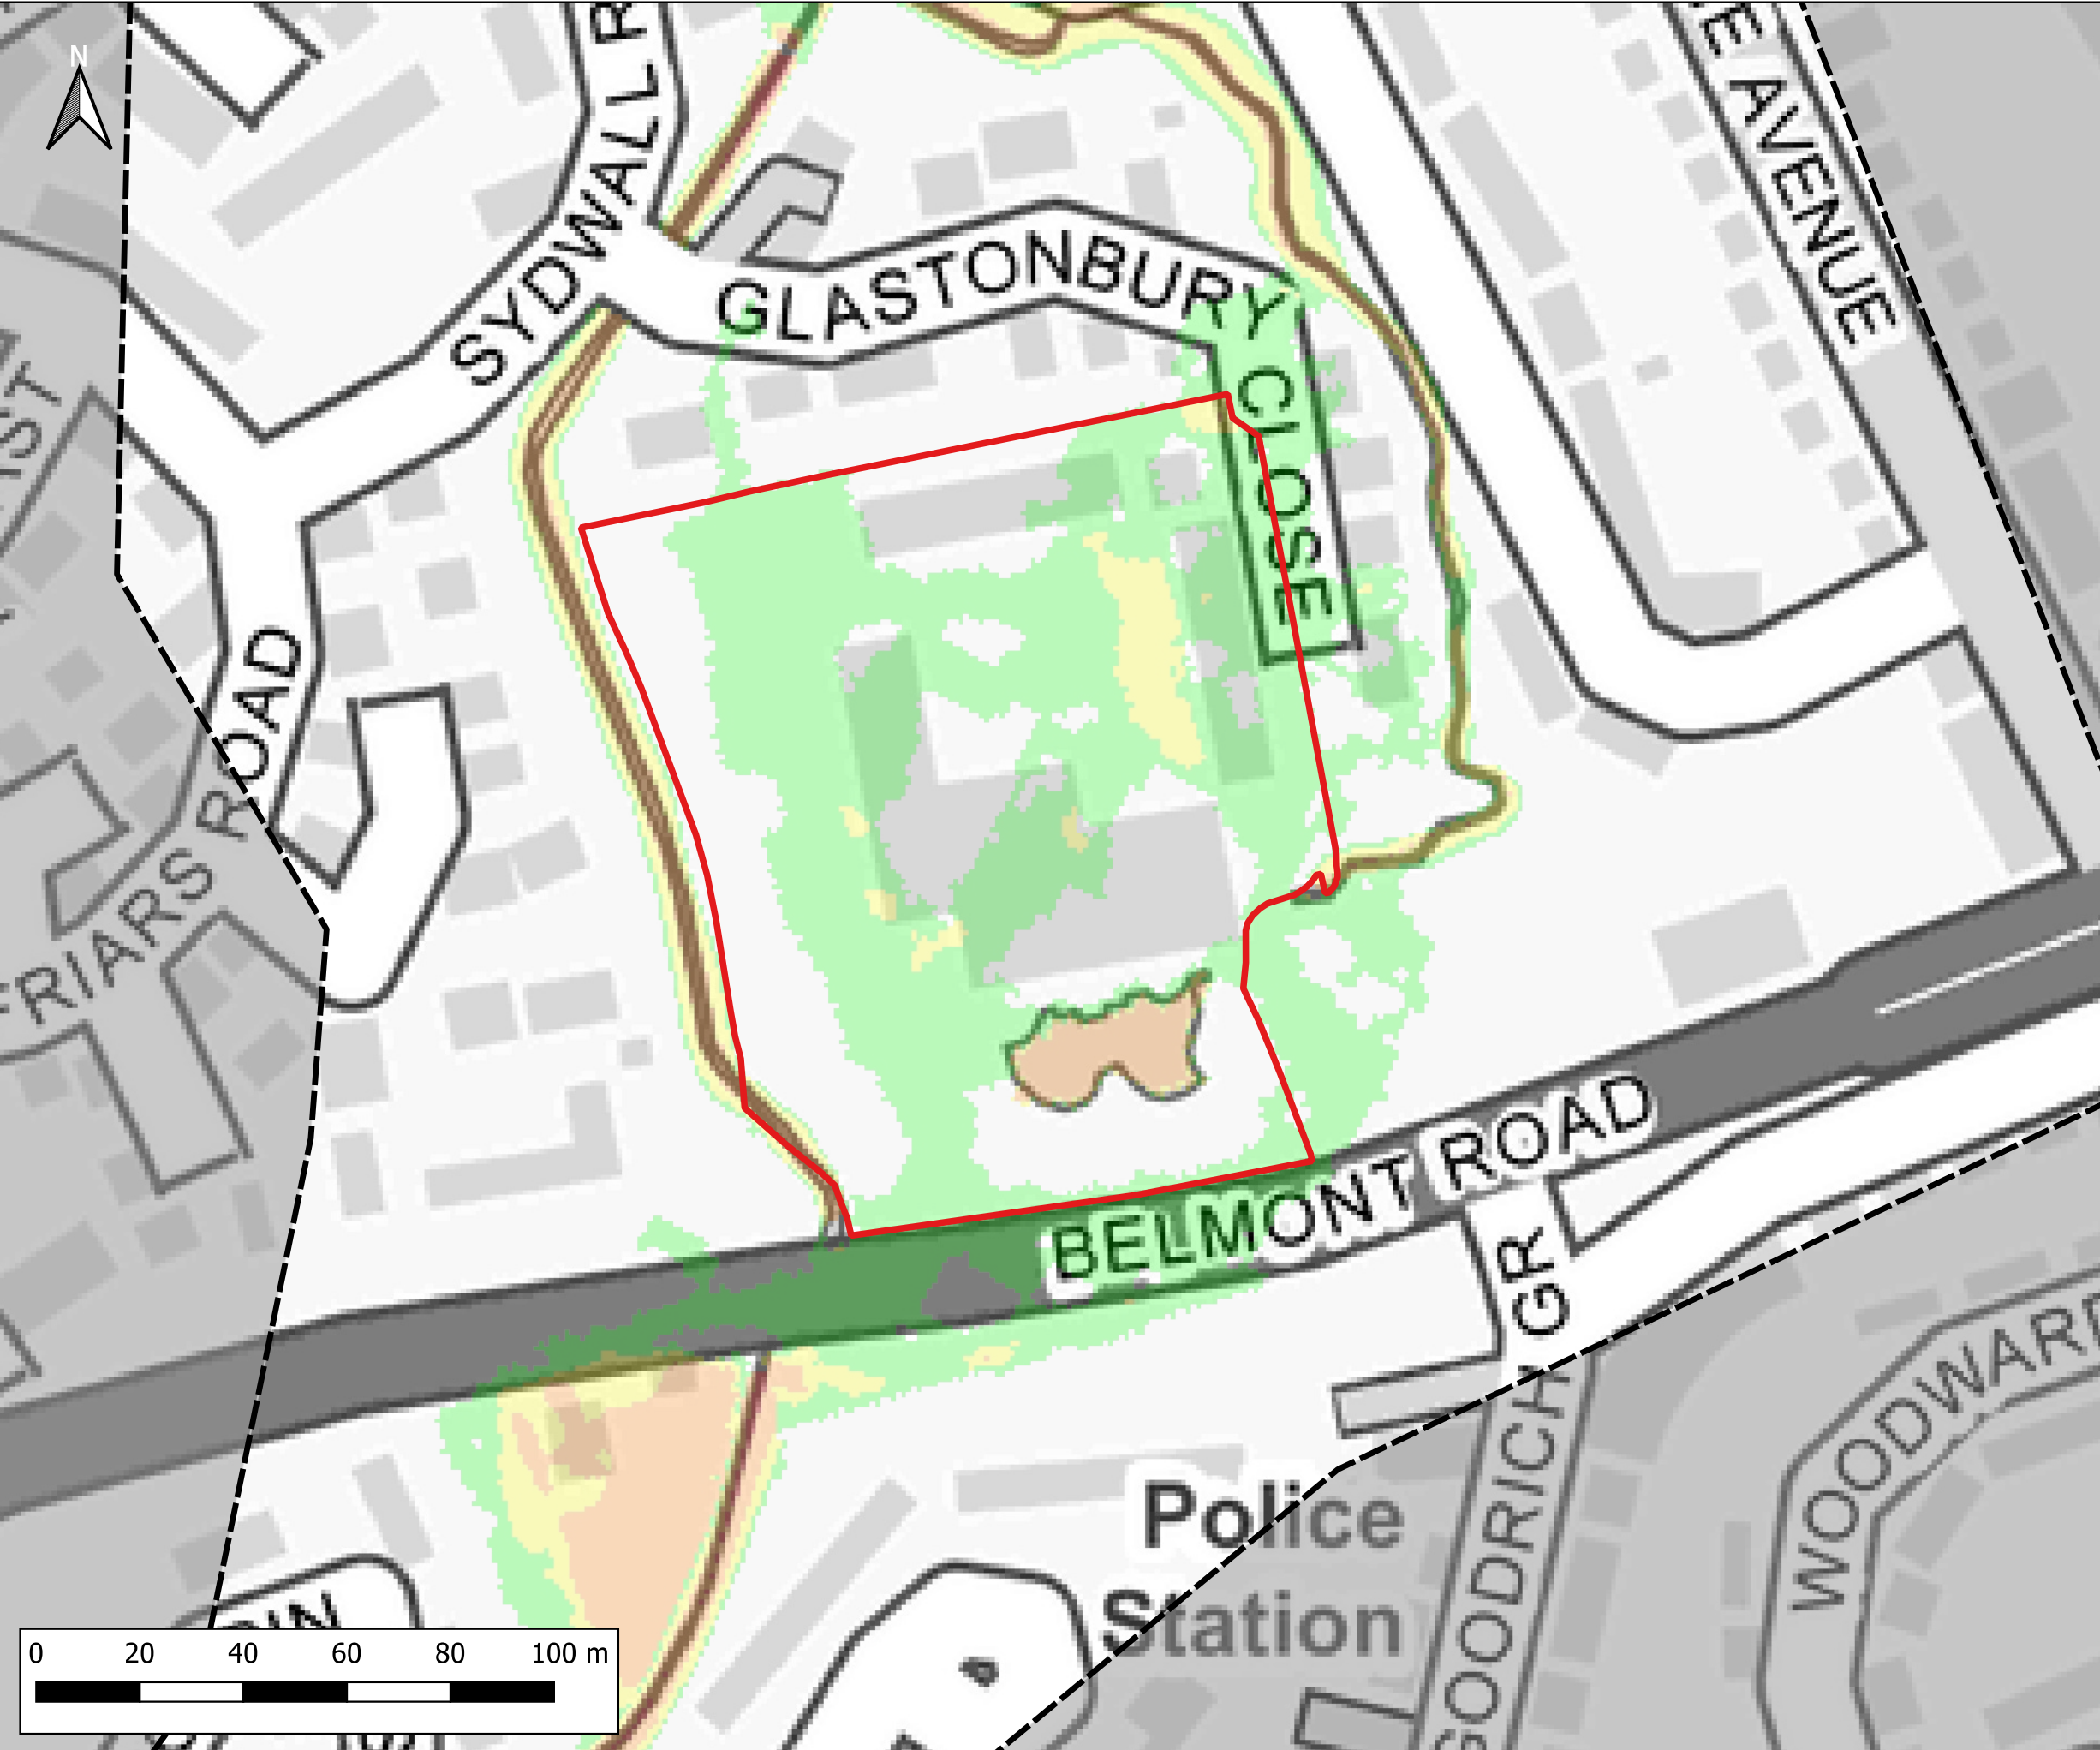 N
SYDWALL R
GLASTONBURY CLOSE
E AVENUE
FRIARS ROAD
BELMONT ROAD
GR
GOODRICH
WOODWARD
Police
Station
0 20 40 60 80 100 m